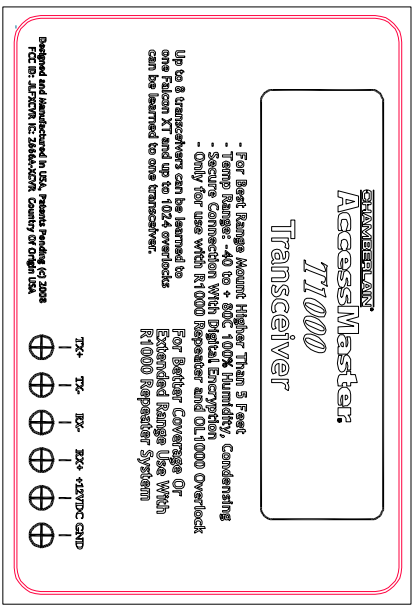 CHAMBERLAIN®
AccessMaster®
T1000
Transceiver
- For Best Range Mount Higher Than 5 Feet
- Temp Range: -40 to + 80C 100% Humidity, Condensing
- Secure Connection With Digital Encryption
- Only for use with R1000 Repeater and OL1000 Overlock
Up to 8 transceivers can be learned to
one Falcon XT and up to 1024 overlocks
can be learned to one transceiver.
For Better Coverage Or
Extended Range Use With
R1000 Repeater System
TX+ TX- RX- RX+ +12VDC GND
Designed and Manufactured in USA, Patents Pending (c) 2008
FCC ID: JLFXCVR IC: 2666A-XCVR Country Of Origin USA